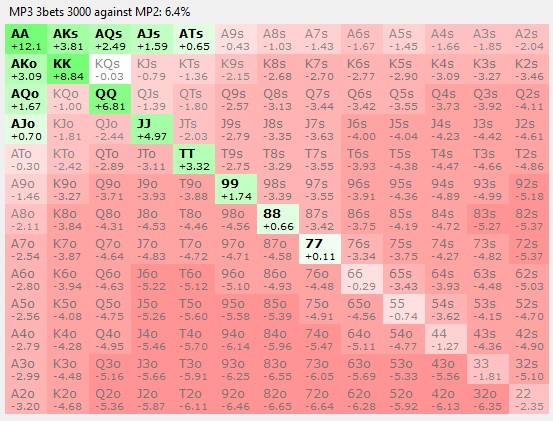 MP3 3bets 3000 against MP2: 6.4%
AA AKs AQs AJs ATs A9s A8s A7s A6s A5s A4s A3s A2s
+12.1 +3.81 +2.49 +1.59 +0.65 -0.43 -1.03 -1.43 -1.67 -1.45 -1.66 -1.85 -2.04
AKo KK KQs KJs KTs K9s K8s K7s K6s K5s K4s K3s K2s
+3.09 +8.84 -0.03 -0.79 -1.36 -2.15 -2.68 -2.70 -2.77 -2.90 -3.09 -3.27 -3.46
AQo KQo QQ QJs QTs Q9s Q8s Q7s Q6s Q5s Q4s Q3s Q2s
+1.67 -1.00 +6.81 -1.39 -1.80 -2.57 -3.13 -3.44 -3.42 -3.55 -3.73 -3.92 -4.11
AJo KJo QJo JJ JTs J9s J8s J7s J6s J5s J4s J3s J2s
+0.70 -1.81 -2.44 +4.97 -2.03 -2.79 -3.35 -3.63 -4.00 -4.04 -4.23 -4.42 -4.61
ATo KTo QTo JTo TT T9s T8s T7s T6s T5s T4s T3s T2s
-0.30 -2.42 -2.89 -3.11 +3.32 -2.75 -3.29 -3.55 -3.93 -4.38 -4.47 -4.66 -4.86
A9o K9o Q9o J9o T9o 99 98s 97s 96s 95s 94s 93s 92s
-1.46 -3.27 -3.71 -3.93 -3.88 +1.74 -3.39 -3.55 -3.91 -4.36 -4.89 -4.99 -5.18
A8o K8o Q8o J8o T8o 98o 88 87s 86s 85s 84s 83s 82s
-2.11 -3.84 -4.31 -4.53 -4.46 -4.56 +0.66 -3.42 -3.75 -4.19 -4.72 -5.27 -5.37
A7o K7o Q7o J7o T7o 97o 87o 77 76s 75s 74s 73s 72s
-2.54 -3.87 -4.64 -4.83 -4.72 -4.71 -4.58 +0.11 -3.34 -3.75 -4.27 -4.82 -5.37
A6o K6o Q6o J6o T6o 96o 86o 76o 66 65s 64s 63s 62s
-2.80 -3.94 -4.63 -5.22 -5.12 -5.10 -4.93 -4.48 -0.29 -3.43 -3.93 -4.48 -5.03
A5o K5o Q5o J5o T5o 95o 85o 75o 65o 55 54s 53s 52s
-2.56 -4.08 -4.75 -5.26 -5.60 -5.58 -5.39 -4.91 -4.56 -0.74 -3.62 -4.15 -4.70
A4o K4o Q4o J4o T4o 94o 84o 74o 64o 54o 44 43s 42s
-2.79 -4.28 -4.95 -5.46 -5.70 -6.14 -5.96 -5.47 -5.11 -4.77 -1.27 -4.36 -4.90
A3o K3o Q3o J3o T3o 93o 83o 73o 63o 53o 43o 33 32s
-2.99 -4.48 -5.16 -5.66 -5.91 -6.25 -6.55 -6.05 -5.69 -5.33 -5.56 -1.81 -5.10
A2o K2o Q2o J2o T2o 92o 82o 72o 62o 52o 42o 32o 22
-3.20 -4.68 -5.36 -5.87 -6.11 -6.46 -6.65 -6.64 -6.28 -5.92 -6.13 -6.35 -2.35